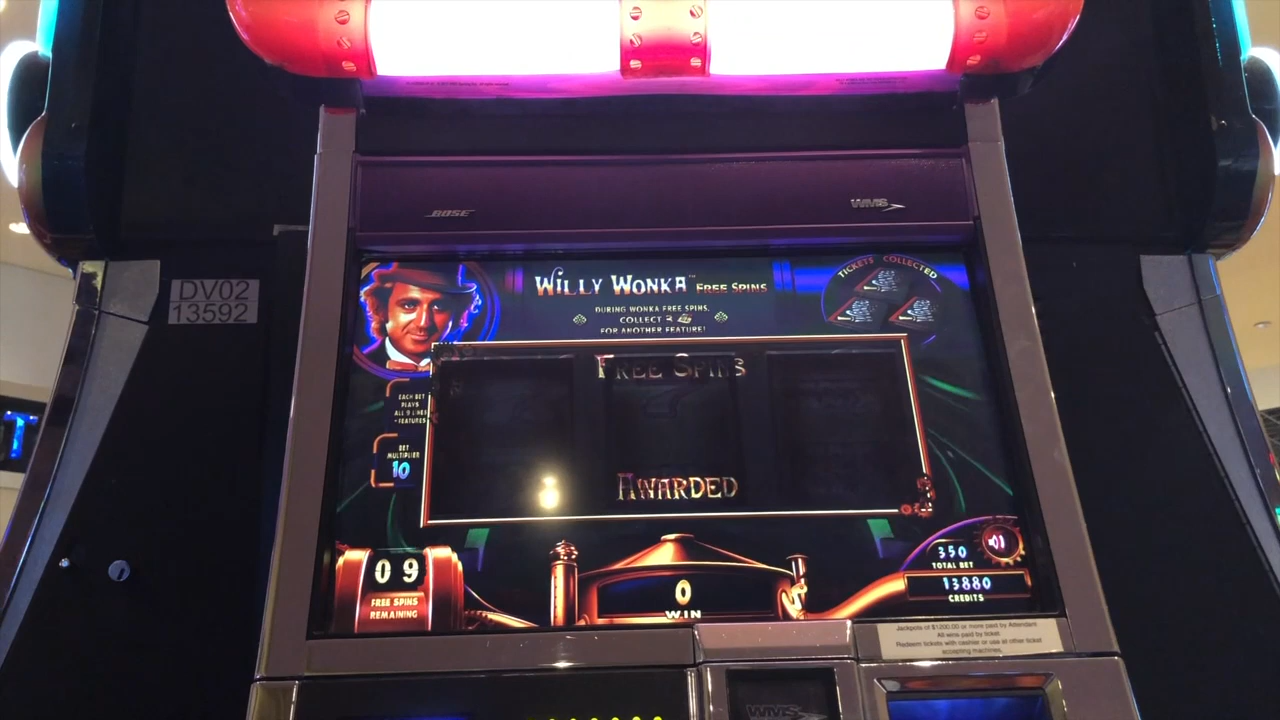 BOSE
WMS
DV02
13592
WILLY WONKA™ FREE SPINS
DURING WONKA FREE SPINS,
COLLECT 3
FOR ANOTHER FEATURE!
TICKETS COLLECTED
FREE SPINS
AWARDED
EACH BET
PLAYS
ALL 9 LINES
+ FEATURES
BET
MULTIPLIER
10
09
FREE SPINS
REMAINING
0
WIN
350
TOTAL BET
13880
CREDITS
Jackpots of $1200.00 or more paid by Attendant
All wins paid by ticket.
Redeem tickets with cashier or use at other ticket
accepting machines.
WMS